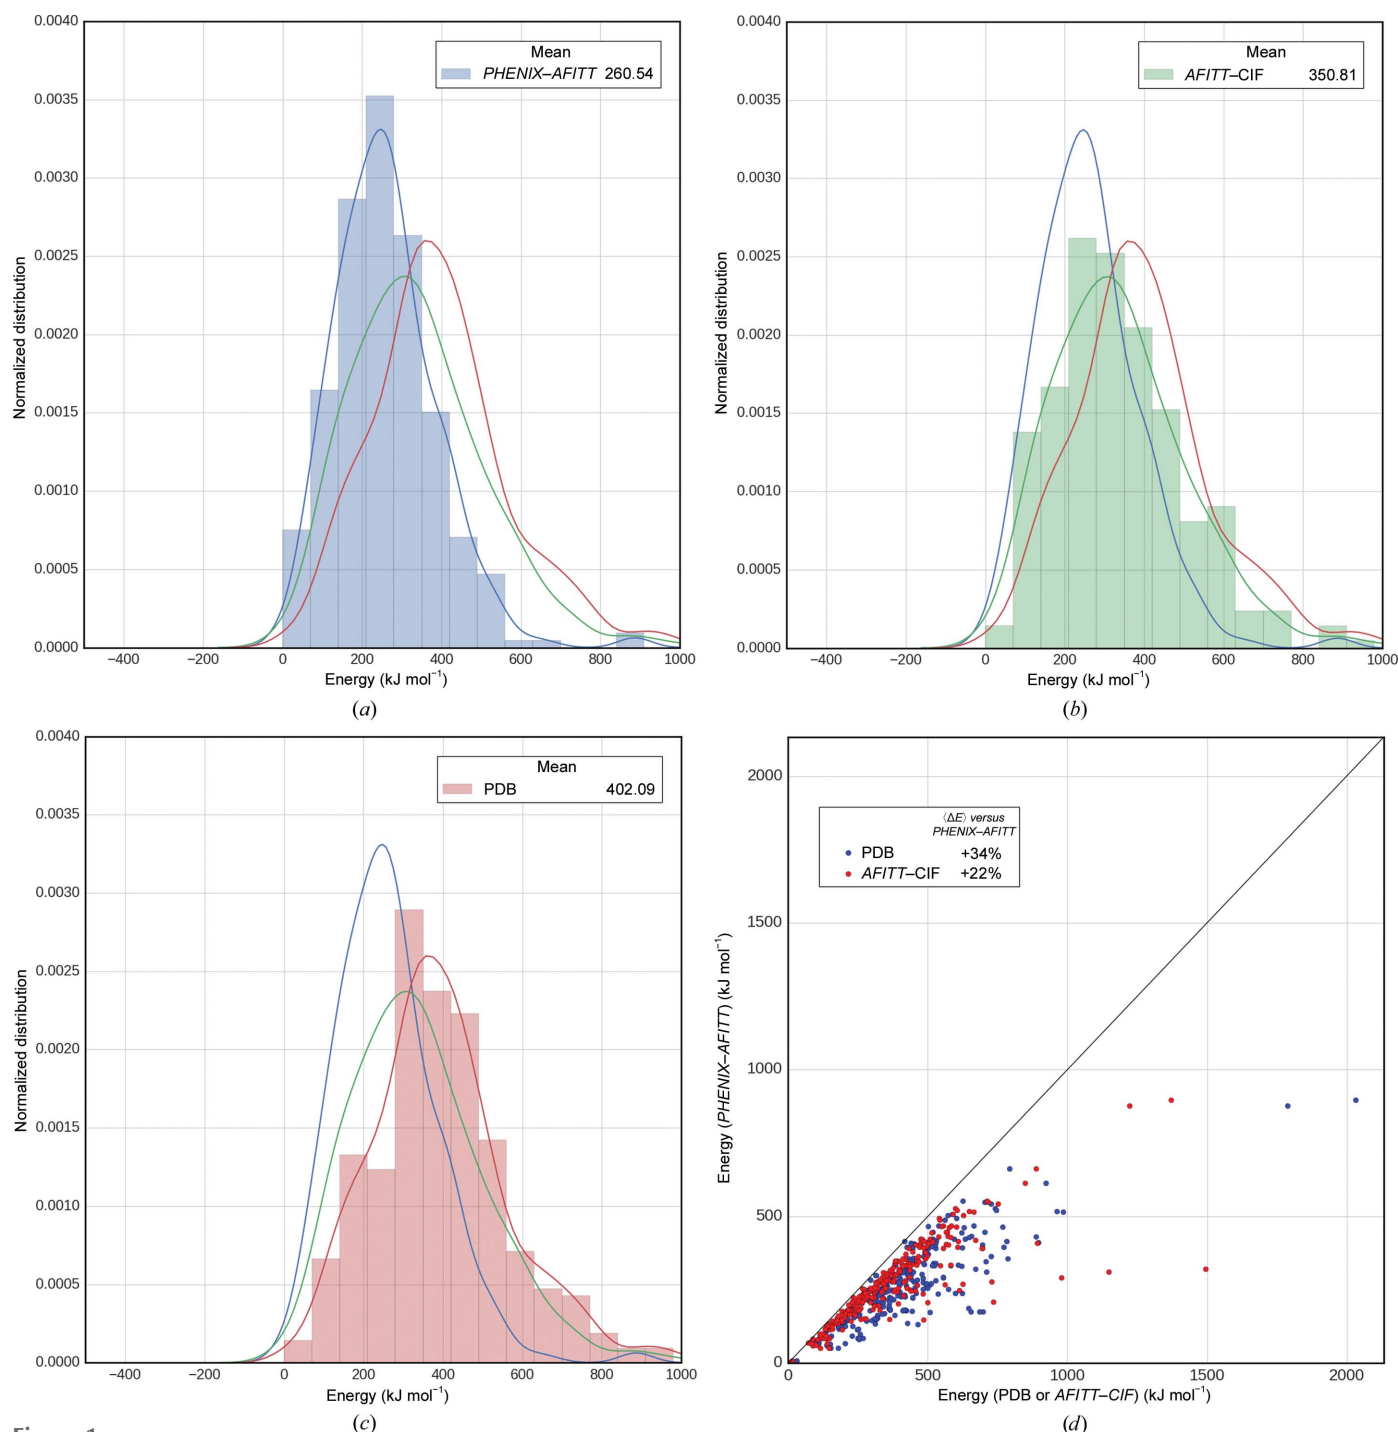 0.0040
0.0035
0.0030
0.0025
0.0020
0.0015
0.0010
0.0005
0.0000
Normalized distribution
Mean
PHENIX–AFITT 260.54
−400 −200 0 200 400 600 800 1000
Energy (kJ mol⁻¹)
(a)
0.0040
0.0035
0.0030
0.0025
0.0020
0.0015
0.0010
0.0005
0.0000
Normalized distribution
Mean
AFITT–CIF 350.81
−400 −200 0 200 400 600 800 1000
Energy (kJ mol⁻¹)
(b)
0.0040
0.0035
0.0030
0.0025
0.0020
0.0015
0.0010
0.0005
0.0000
Normalized distribution
Mean
PDB 402.09
−400 −200 0 200 400 600 800 1000
Energy (kJ mol⁻¹)
(c)
2000
1500
1000
500
0
Energy (PHENIX–AFITT) (kJ mol⁻¹)
⟨ΔE⟩ versus
PHENIX–AFITT
PDB +34%
AFITT–CIF +22%
0 500 1000 1500 2000
Energy (PDB or AFITT–CIF) (kJ mol⁻¹)
(d)